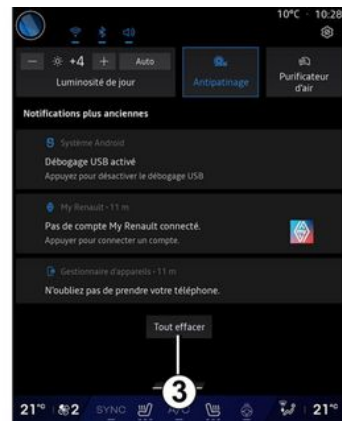 10°C · 10:28
— +4 + Auto
Luminosité de jour
Antipatinage
Purificateur
d'air
Notifications plus anciennes
Système Android
Débogage USB activé
Appuyez pour désactiver le débogage USB
My Renault · 11 m
Pas de compte My Renault connecté.
Appuyer pour connecter un compte.
Gestionnaire d'appareils · 11 m
N'oubliez pas de prendre votre téléphone.
Tout effacer
3
21°C 2 SYNC A/C 21°C